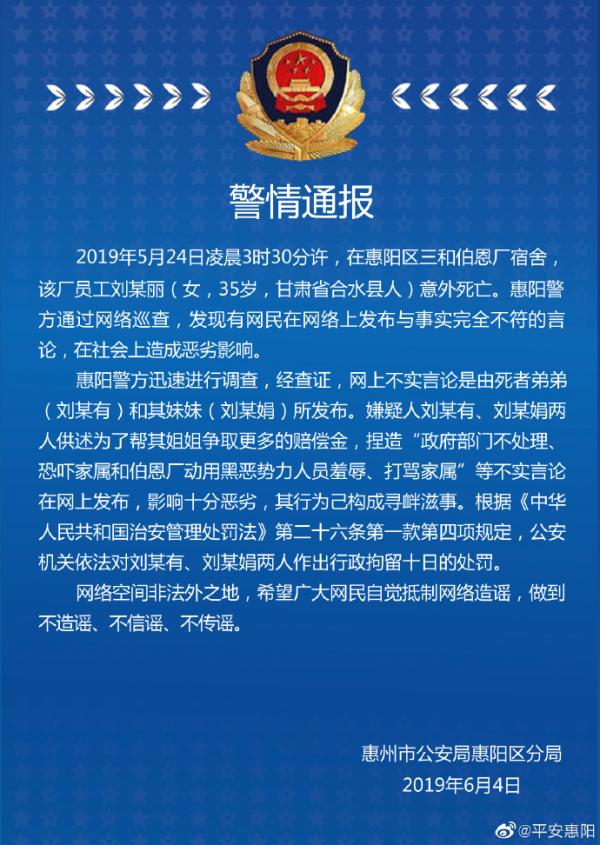 警情通报
2019年5月24日凌晨3时30分许，在惠阳区三和伯恩厂宿舍，
该厂员工刘某丽（女，35岁，甘肃省合水县人）意外死亡。惠阳警
方通过网络巡查，发现有网民在网络上发布与事实完全不符的言
论，在社会上造成恶劣影响。
惠阳警方迅速进行调查，经查证，网上不实言论是由死者弟弟
（刘某有）和其妹妹（刘某娟）所发布。嫌疑人刘某有、刘某娟两
人供述为了帮其姐姐争取更多的赔偿金，捏造“政府部门不处理、
恐吓家属和伯恩厂动用黑恶势力人员羞辱、打骂家属”等不实言论
在网上发布，影响十分恶劣，其行为己构成寻衅滋事。根据《中华
人民共和国治安管理处罚法》第二十六条第一款第四项规定，公安
机关依法对刘某有、刘某娟两人作出行政拘留十日的处罚。
网络空间非法外之地，希望广大网民自觉抵制网络造谣，做到
不造谣、不信谣、不传谣。
惠州市公安局惠阳区分局
2019年6月4日
@平安惠阳